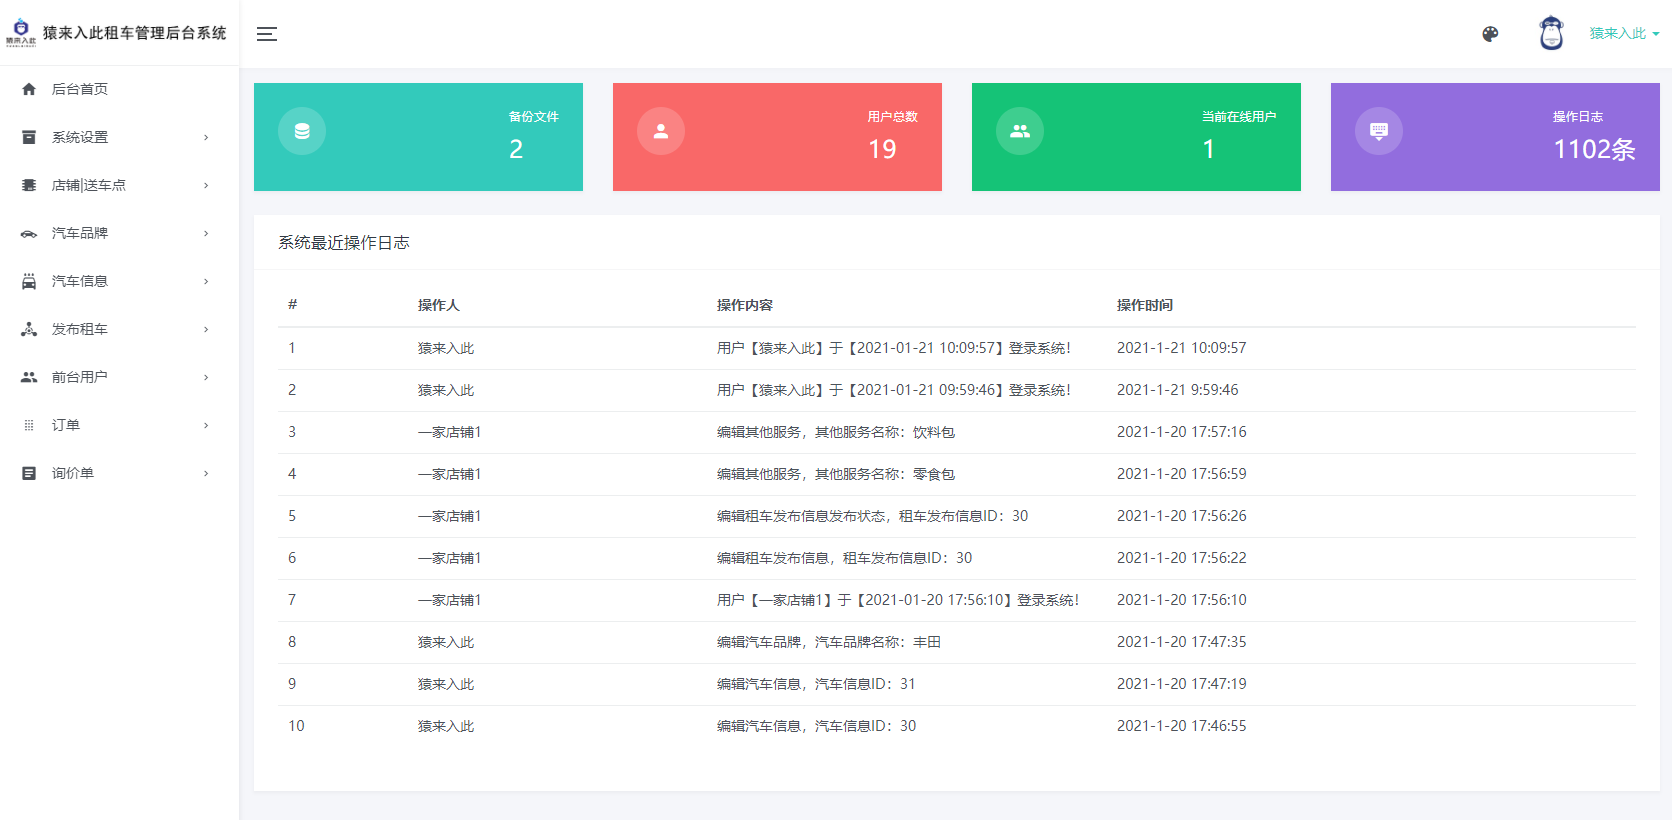 猿来入此
猿来入此租车管理后台系统
猿来入此
后台首页
系统设置
店铺|送车点
汽车品牌
汽车信息
发布租车
前台用户
订单
询价单
备份文件
2
用户总数
19
当前在线用户
1
操作日志
1102条
系统最近操作日志
# 操作人 操作内容 操作时间
1 猿来入此 用户【猿来入此】于【2021-01-21 10:09:57】登录系统！ 2021-1-21 10:09:57
2 猿来入此 用户【猿来入此】于【2021-01-21 09:59:46】登录系统！ 2021-1-21 9:59:46
3 一家店铺1 编辑其他服务，其他服务名称：饮料包 2021-1-20 17:57:16
4 一家店铺1 编辑其他服务，其他服务名称：零食包 2021-1-20 17:56:59
5 一家店铺1 编辑租车发布信息发布状态，租车发布信息ID：30 2021-1-20 17:56:26
6 一家店铺1 编辑租车发布信息，租车发布信息ID：30 2021-1-20 17:56:22
7 一家店铺1 用户【一家店铺1】于【2021-01-20 17:56:10】登录系统！ 2021-1-20 17:56:10
8 猿来入此 编辑汽车品牌，汽车品牌名称：丰田 2021-1-20 17:47:35
9 猿来入此 编辑汽车信息，汽车信息ID：31 2021-1-20 17:47:19
10 猿来入此 编辑汽车信息，汽车信息ID：30 2021-1-20 17:46:55